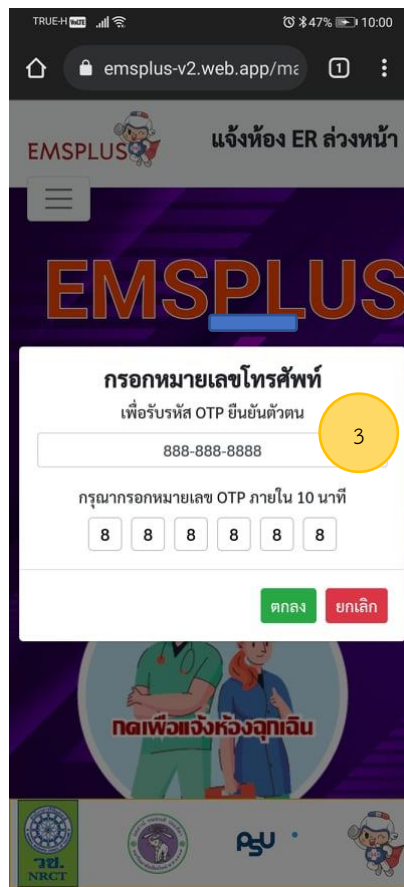 TRUE-H VoLTE 47% 10:00
emsplus-v2.web.app/ma 1
EMSPLUS แจ้งห้อง ER ล่วงหน้า
EMSPLUS
กรอกหมายเลขโทรศัพท์
เพื่อรับรหัส OTP ยืนยันตัวตน
3
888-888-8888
กรุณากรอกหมายเลข OTP ภายใน 10 นาที
8 8 8 8 8 8
ตกลง ยกเลิก
กดเพื่อแจ้งห้องฉุกเฉิน
PSU
วช.
NRCT